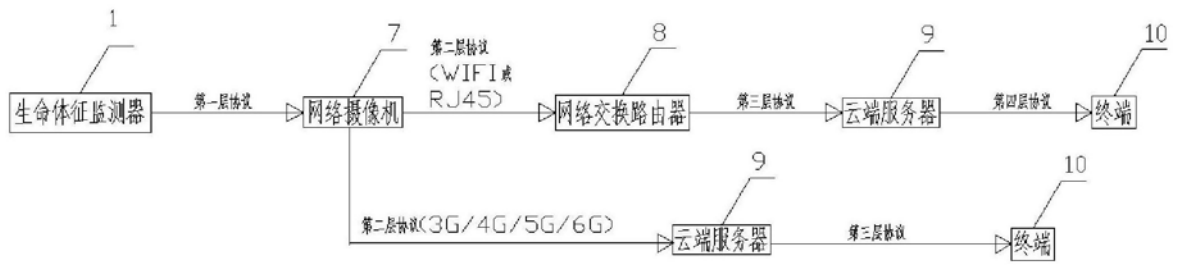 1
7
8
9
10
第二层协议
(WIFI或
RJ45)
生命体征监测器
第一层协议
网络摄像机
网络交换路由器
第三层协议
云端服务器
第四层协议
终端
9
10
第二层协议(3G/4G/5G/6G)
云端服务器
第三层协议
终端